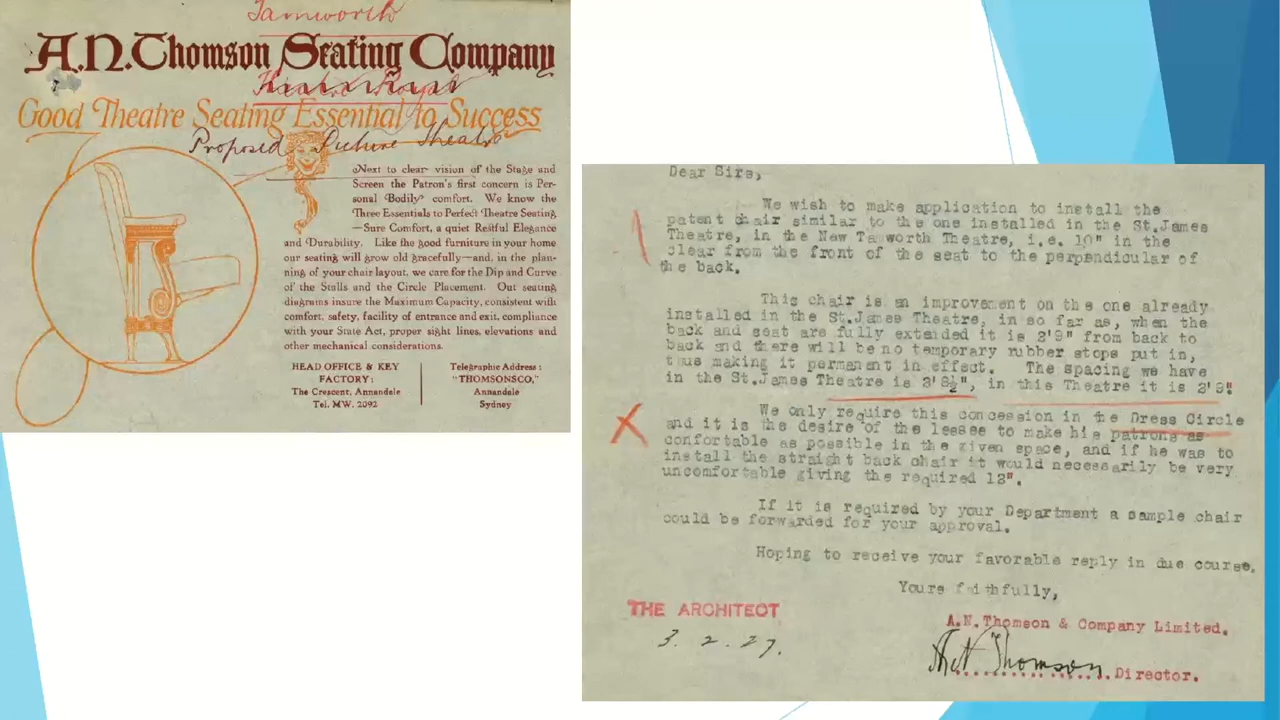 Tamworth
A.N. Thomson Seating Company
Theatre Royal
Good Theatre Seating Essential to Success
Proposed Picture Theatre
Next to clear vision of the Stage and
Screen the Patron's first concern is Per-
sonal Bodily comfort. We know the
Three Essentials to Perfect Theatre Seating
—Sure Comfort, a quiet Restful Elegance
and Durability. Like the good furniture in your home
our seating will grow old gracefully—and, in the plan-
ning of your chair layout, we care for the Dip and Curve
of the Stalls and the Circle Placement. Our seating
diagrams insure the Maximum Capacity, consistent with
comfort, safety, facility of entrance and exit, compliance
with your State Act, proper sight lines, elevations and
other mechanical considerations.
HEAD OFFICE & KEY
FACTORY:
The Crescent, Annandale
Tel. MW. 2092
Telegraphic Address:
"THOMSONSCO,"
Annandale
Sydney
Dear Sirs,
We wish to make application to install the
patent chair similar to the one installed in the St.James
Theatre, in the New Tamworth Theatre, i.e. 10" in the
clear from the front of the seat to the perpendicular of
the back.
This chair is an improvement on the one already
installed in the St.James Theatre, in so far as, when the
back and seat are fully extended it is 2'9" from back to
back and there will be no temporary rubber stops put in,
thus making it permanent in effect. The spacing we have
in the St.James Theatre is 2'8½", in this Theatre it is 2'9"
We only require this concession in the Dress Circle
and it is the desire of the lessee to make his patrons as
confortable as possible in the given space, and if he was to
install the straight back chair it would necessarily be very
uncomfortable giving the required 12".
If it is required by your Department a sample chair
could be forwarded for your approval.
Hoping to receive your favorable reply in due course,
Yours faithfully,
THE ARCHITECT
3. 2. 27.
A.N.Thomson & Company Limited.
Thomson
Director.